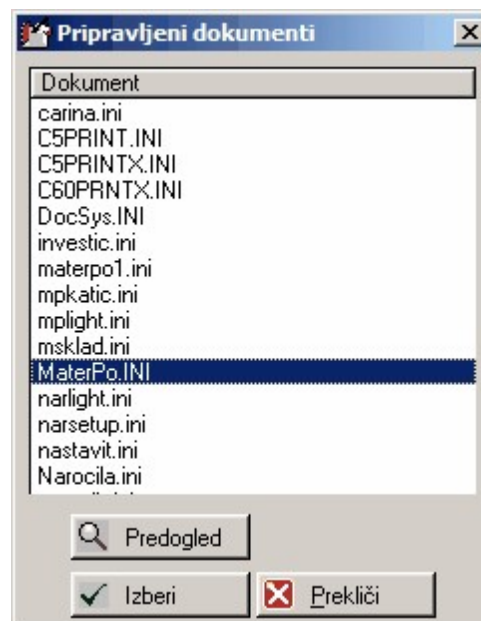 Pripravljeni dokumenti
Dokument
carina.ini
C5PRINT.INI
C5PRINTX.INI
C60PRNTX.INI
DocSys.INI
investic.ini
materpo1.ini
mpkatic.ini
mplight.ini
msklad.ini
MaterPo.INI
narlight.ini
narsetup.ini
nastavit.ini
Narocila.ini
Predogled
Izberi
Prekliči